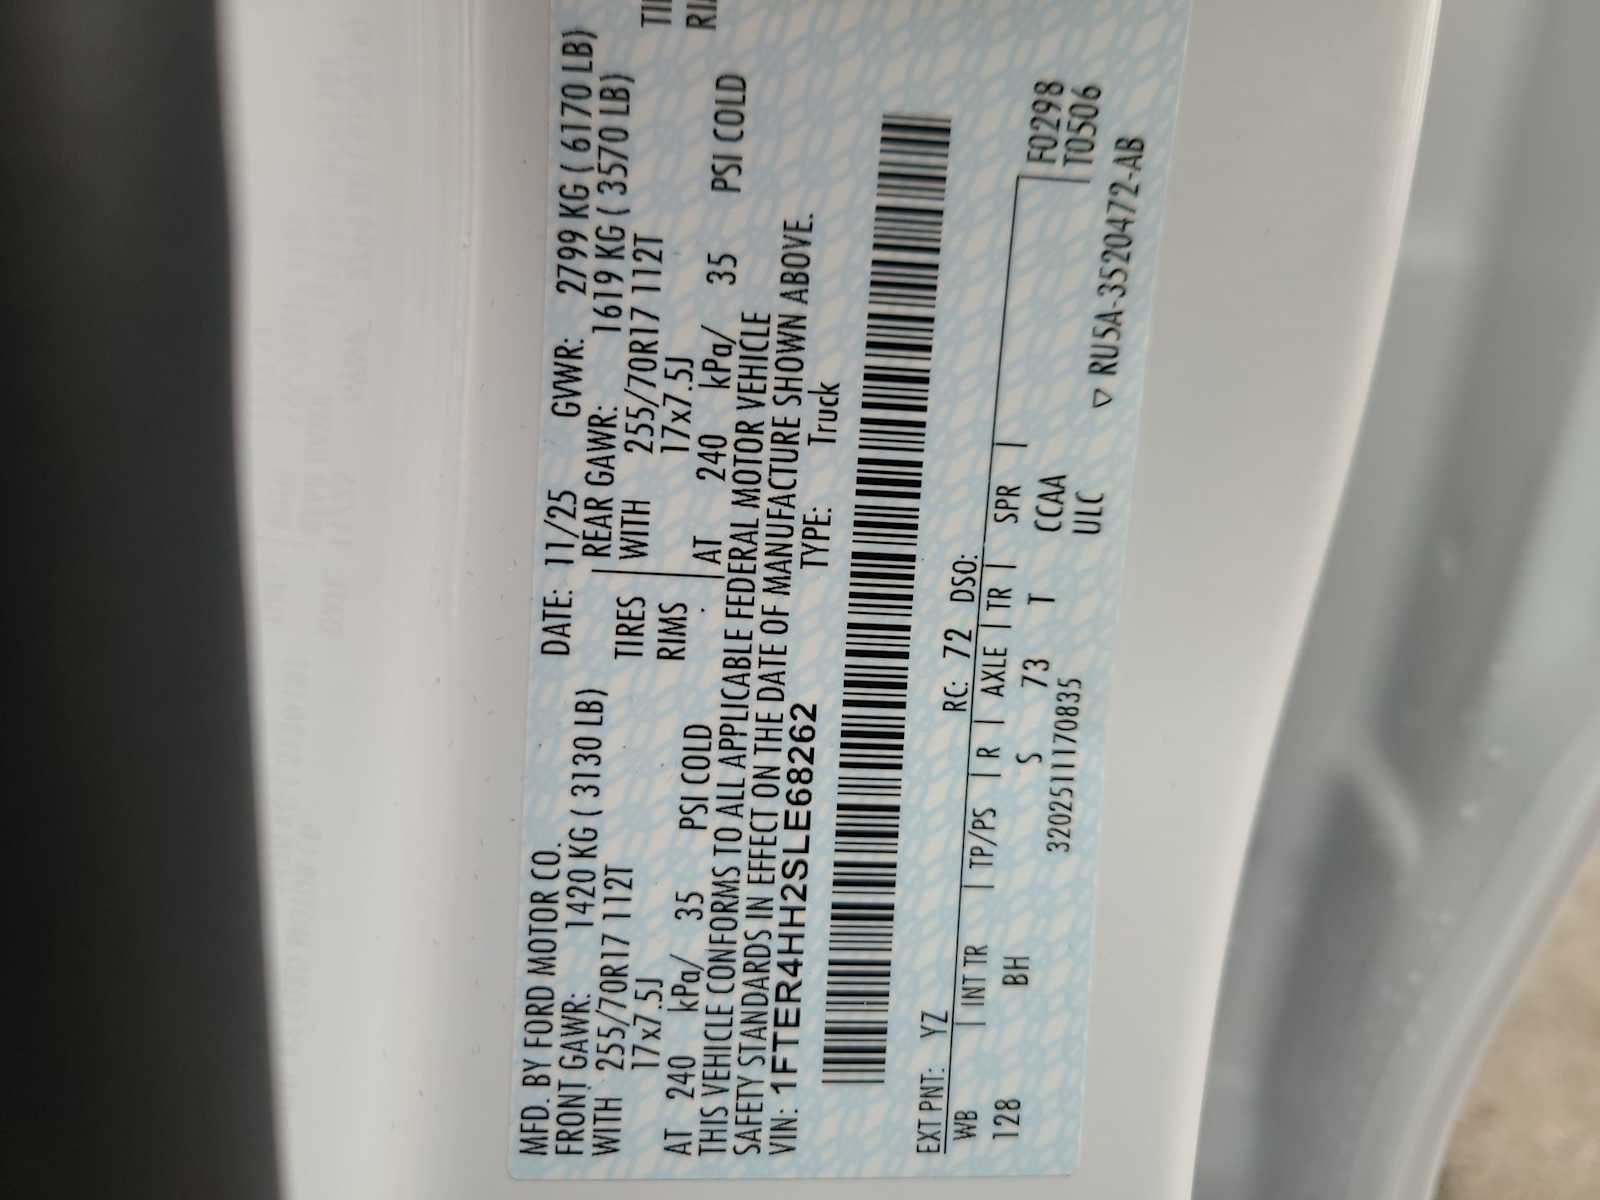 MFD. BY FORD MOTOR CO. DATE: 11/25 GVWR: 2799 KG ( 6170 LB)
FRONT GAWR: 1420 KG ( 3130 LB) REAR GAWR: 1619 KG ( 3570 LB)
WITH 255/70R17 112T TIRES WITH 255/70R17 112T
17x7.5J RIMS 17x7.5J
AT 240 kPa/ 35 PSI COLD AT 240 kPa/ 35 PSI COLD
THIS VEHICLE CONFORMS TO ALL APPLICABLE FEDERAL MOTOR VEHICLE
SAFETY STANDARDS IN EFFECT ON THE DATE OF MANUFACTURE SHOWN ABOVE.
VIN: 1FTER4HH2SLE68262 TYPE: Truck
EXT PNT: YZ RC: 72 DSO:
WB INT TR TP/PS R AXLE TR SPR F0298
128 BH S 73 T CCAA T0506
320251117​0835 ULC
▽ RU5A-3520472-AB